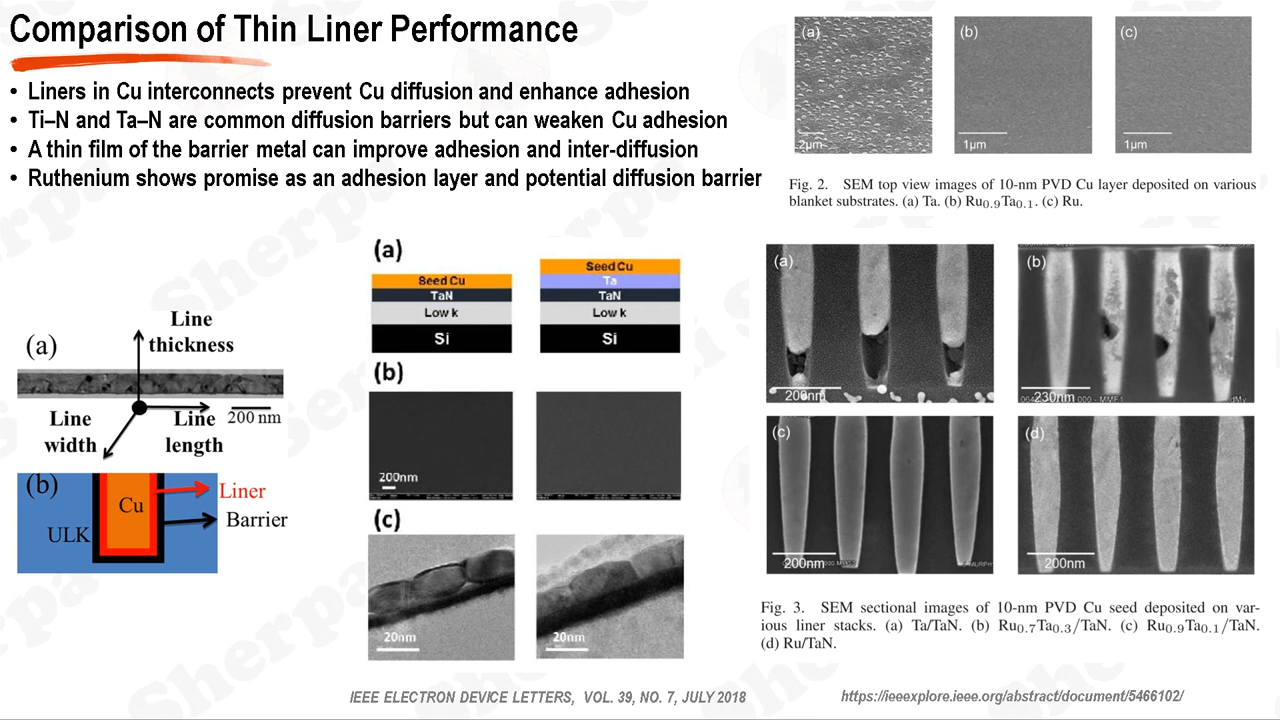 Comparison of Thin Liner Performance
• Liners in Cu interconnects prevent Cu diffusion and enhance adhesion
• Ti–N and Ta–N are common diffusion barriers but can weaken Cu adhesion
• A thin film of the barrier metal can improve adhesion and inter-diffusion
• Ruthenium shows promise as an adhesion layer and potential diffusion barrier
(a)
Line thickness
Line width
Line length
200 nm
(b)
Cu
Liner
Barrier
ULK
(a)
Seed Cu
TaN
Low k
Si
Seed Cu
Ta
TaN
Low k
Si
(b)
200nm
(c)
20nm
20nm
(a)
2μm
(b)
1μm
(c)
1μm
Fig. 2. SEM top view images of 10-nm PVD Cu layer deposited on various
blanket substrates. (a) Ta. (b) Ru0.9Ta0.1. (c) Ru.
(a)
200nm
(b)
230nm
(c)
200nm
(d)
200nm
Fig. 3. SEM sectional images of 10-nm PVD Cu seed deposited on var-
ious liner stacks. (a) Ta/TaN. (b) Ru0.7Ta0.3/TaN. (c) Ru0.9Ta0.1/TaN.
(d) Ru/TaN.
IEEE ELECTRON DEVICE LETTERS, VOL. 39, NO. 7, JULY 2018
https://ieeexplore.ieee.org/abstract/document/5466102/